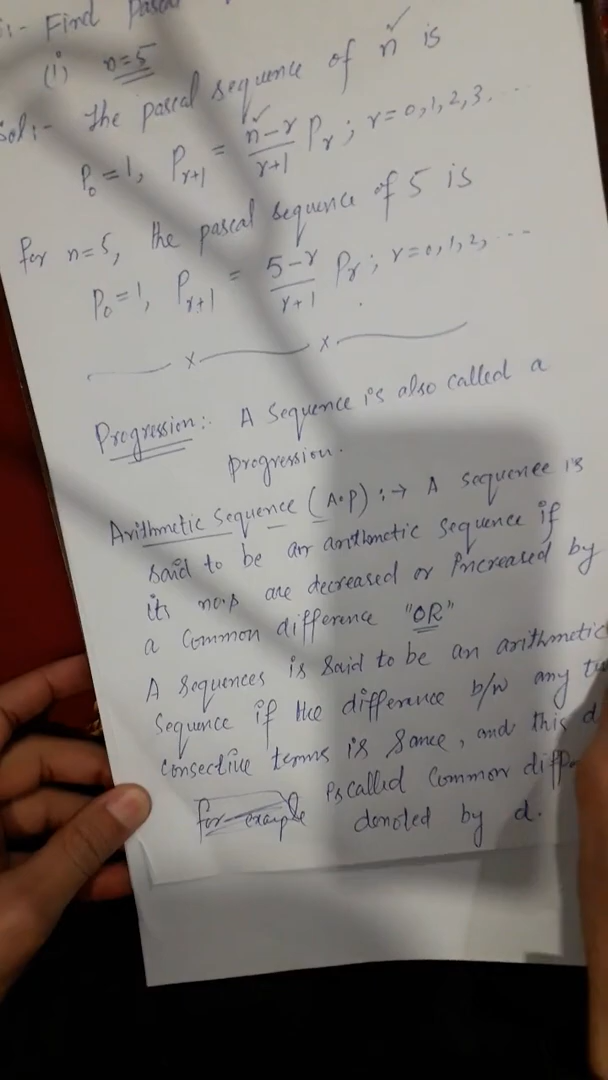 :- Find Pascal
(i) n=5
Sol:- The pascal sequence of n is
P₀=1, Pᵣ₊₁ = n-r/r+1 Pᵣ ; r=0,1,2,3,...
for n=5, the pascal sequence of 5 is
P₀=1, Pᵣ₊₁ = 5-r/r+1 Pᵣ ; r=0,1,2,...
x x
Progression:- A Sequence is also called a
progression.
Arithmetic Sequence (A.P) :→ A sequence is
said to be an arithmetic sequence if
its no.s are decreased or increased by
a common difference "OR"
A sequences is said to be an arithmetic
sequence if the difference b/w any
consective terms is same, and this d
is called common diff
denoted by d.